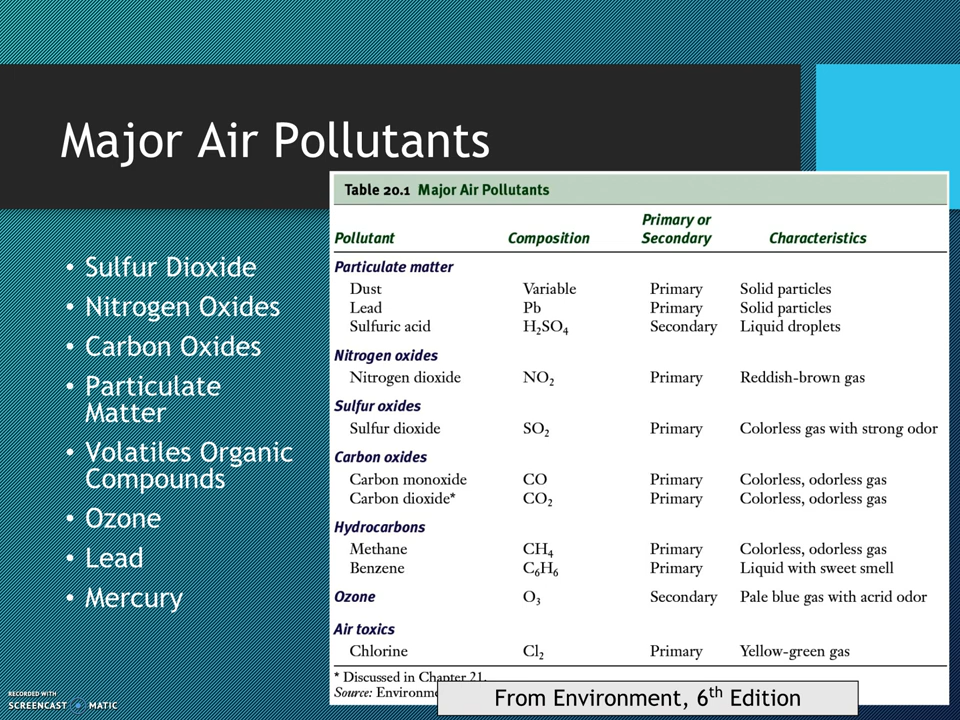 Major Air Pollutants
• Sulfur Dioxide
• Nitrogen Oxides
• Carbon Oxides
• Particulate
Matter
• Volatiles Organic
Compounds
• Ozone
• Lead
• Mercury
Table 20.1 Major Air Pollutants
Primary or
Pollutant Composition Secondary Characteristics
Particulate matter
Dust Variable Primary Solid particles
Lead Pb Primary Solid particles
Sulfuric acid H₂SO₄ Secondary Liquid droplets
Nitrogen oxides
Nitrogen dioxide NO₂ Primary Reddish-brown gas
Sulfur oxides
Sulfur dioxide SO₂ Primary Colorless gas with strong odor
Carbon oxides
Carbon monoxide CO Primary Colorless, odorless gas
Carbon dioxide* CO₂ Primary Colorless, odorless gas
Hydrocarbons
Methane CH₄ Primary Colorless, odorless gas
Benzene C₆H₆ Primary Liquid with sweet smell
Ozone O₃ Secondary Pale blue gas with acrid odor
Air toxics
Chlorine Cl₂ Primary Yellow-green gas
* Discussed in Chapter 21.
Source: Environme
From Environment, 6th Edition
RECORDED WITH
SCREENCAST MATIC